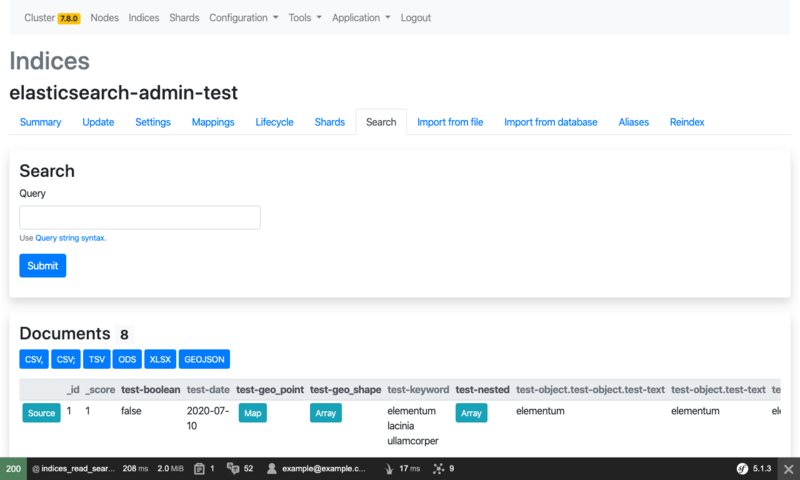 Cluster 7.8.0 Nodes Indices Shards Configuration Tools Application Logout
Indices
elasticsearch-admin-test
Summary Update Settings Mappings Lifecycle Shards Search Import from file Import from database Aliases Reindex
Search
Query
Use Query string syntax.
Submit
Documents 8
CSV, CSV; TSV ODS XLSX GEOJSON
_id _score test-boolean test-date test-geo_point test-geo_shape test-keyword test-nested test-object.test-object.test-text test-object.test-text
Source 1 1 false 2020-07- Map Array elementum Array elementum elementum
10 lacinia
ullamcorper
200 @ indices_read_sear... 208 ms 2.0 MiB 1 52 example@example.c... 17 ms 9 5.1.3